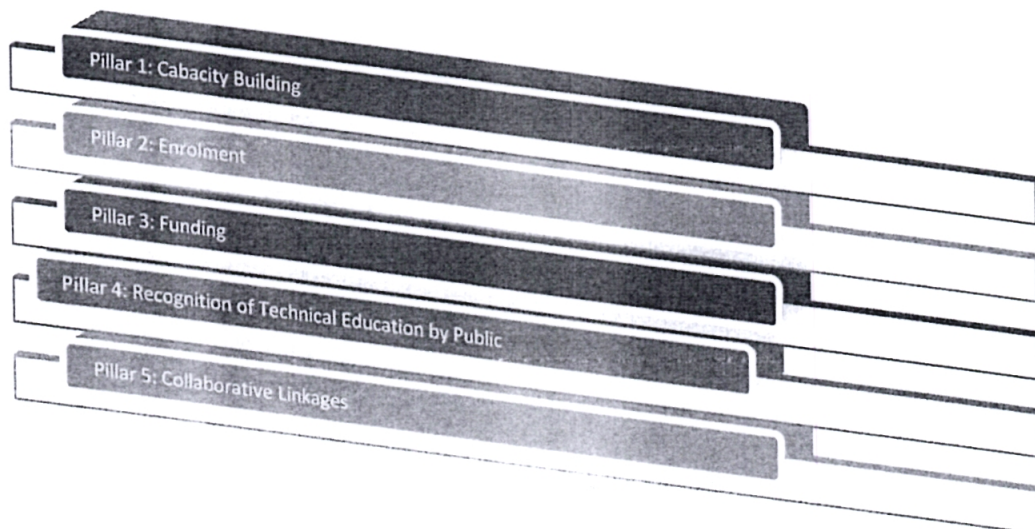 Pillar 1: Cabacity Building
Pillar 2: Enrolment
Pillar 3: Funding
Pillar 4: Recognition of Technical Education by Public
Pillar 5: Collaborative Linkages